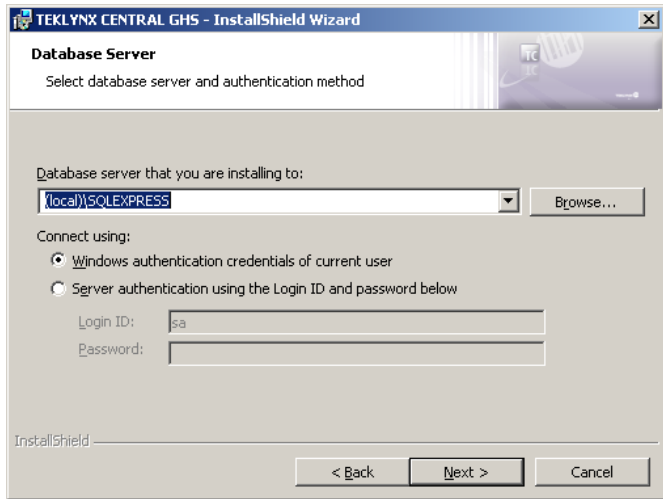 TEKLYNX CENTRAL GHS - InstallShield Wizard
Database Server
Select database server and authentication method
TC
Database server that you are installing to:
(local)\SQLEXPRESS
Browse...
Connect using:
Windows authentication credentials of current user
Server authentication using the Login ID and password below
Login ID:
sa
Password:
InstallShield
< Back
Next >
Cancel